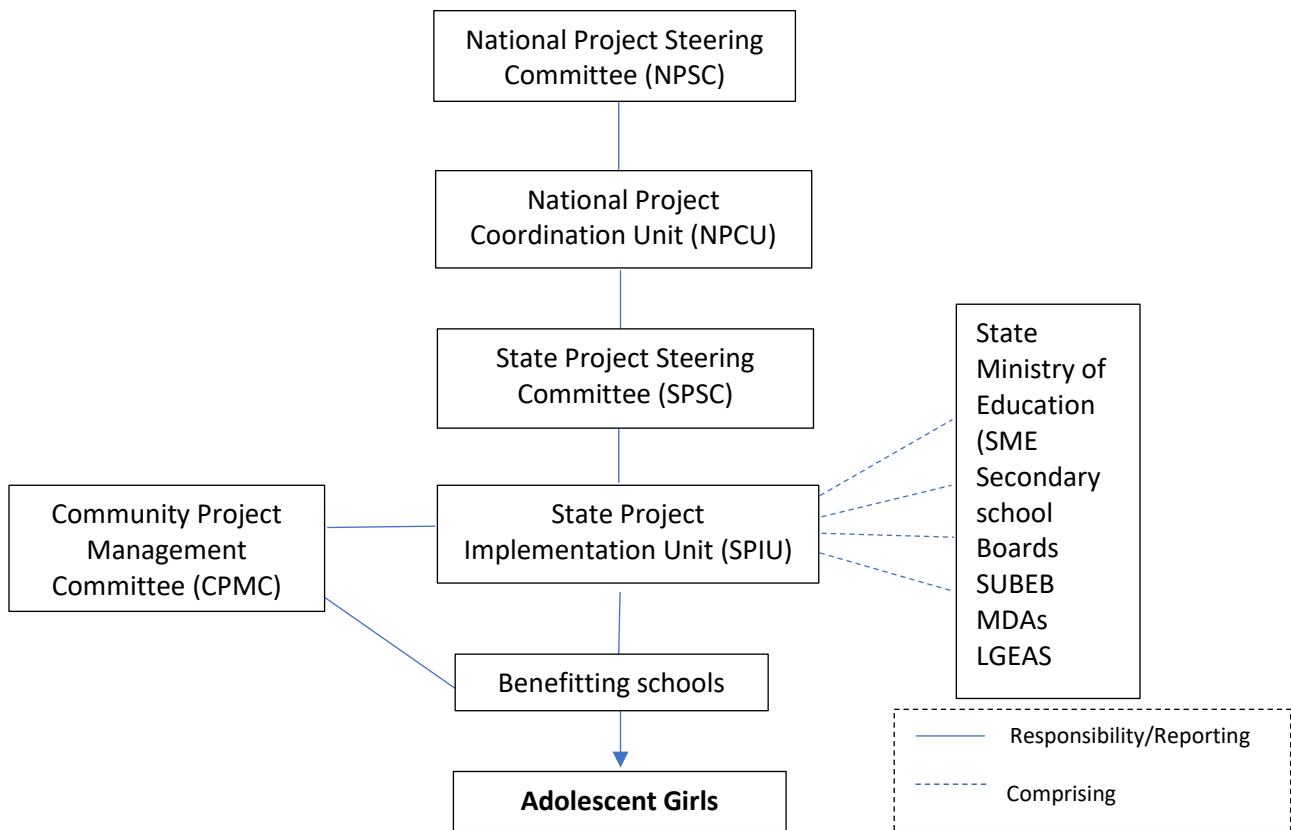 National Project Steering
Committee (NPSC)
National Project
Coordination Unit (NPCU)
State Project Steering
Committee (SPSC)
State
Ministry of
Education
(SME
Secondary
school
Boards
SUBEB
MDAs
LGEAS
Community Project
Management
Committee (CPMC)
State Project
Implementation Unit (SPIU)
Benefitting schools
Adolescent Girls
Responsibility/Reporting
Comprising